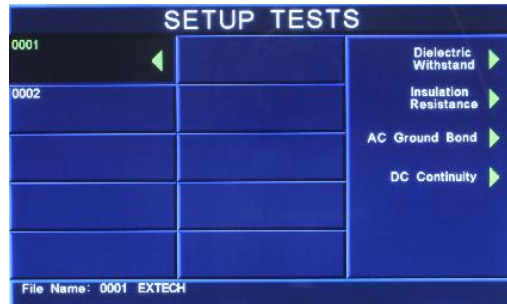 SETUP TESTS
0001
0002
Dielectric
Withstand
Insulation
Resistance
AC Ground Bond
DC Continuity
File Name: 0001 EXTECH